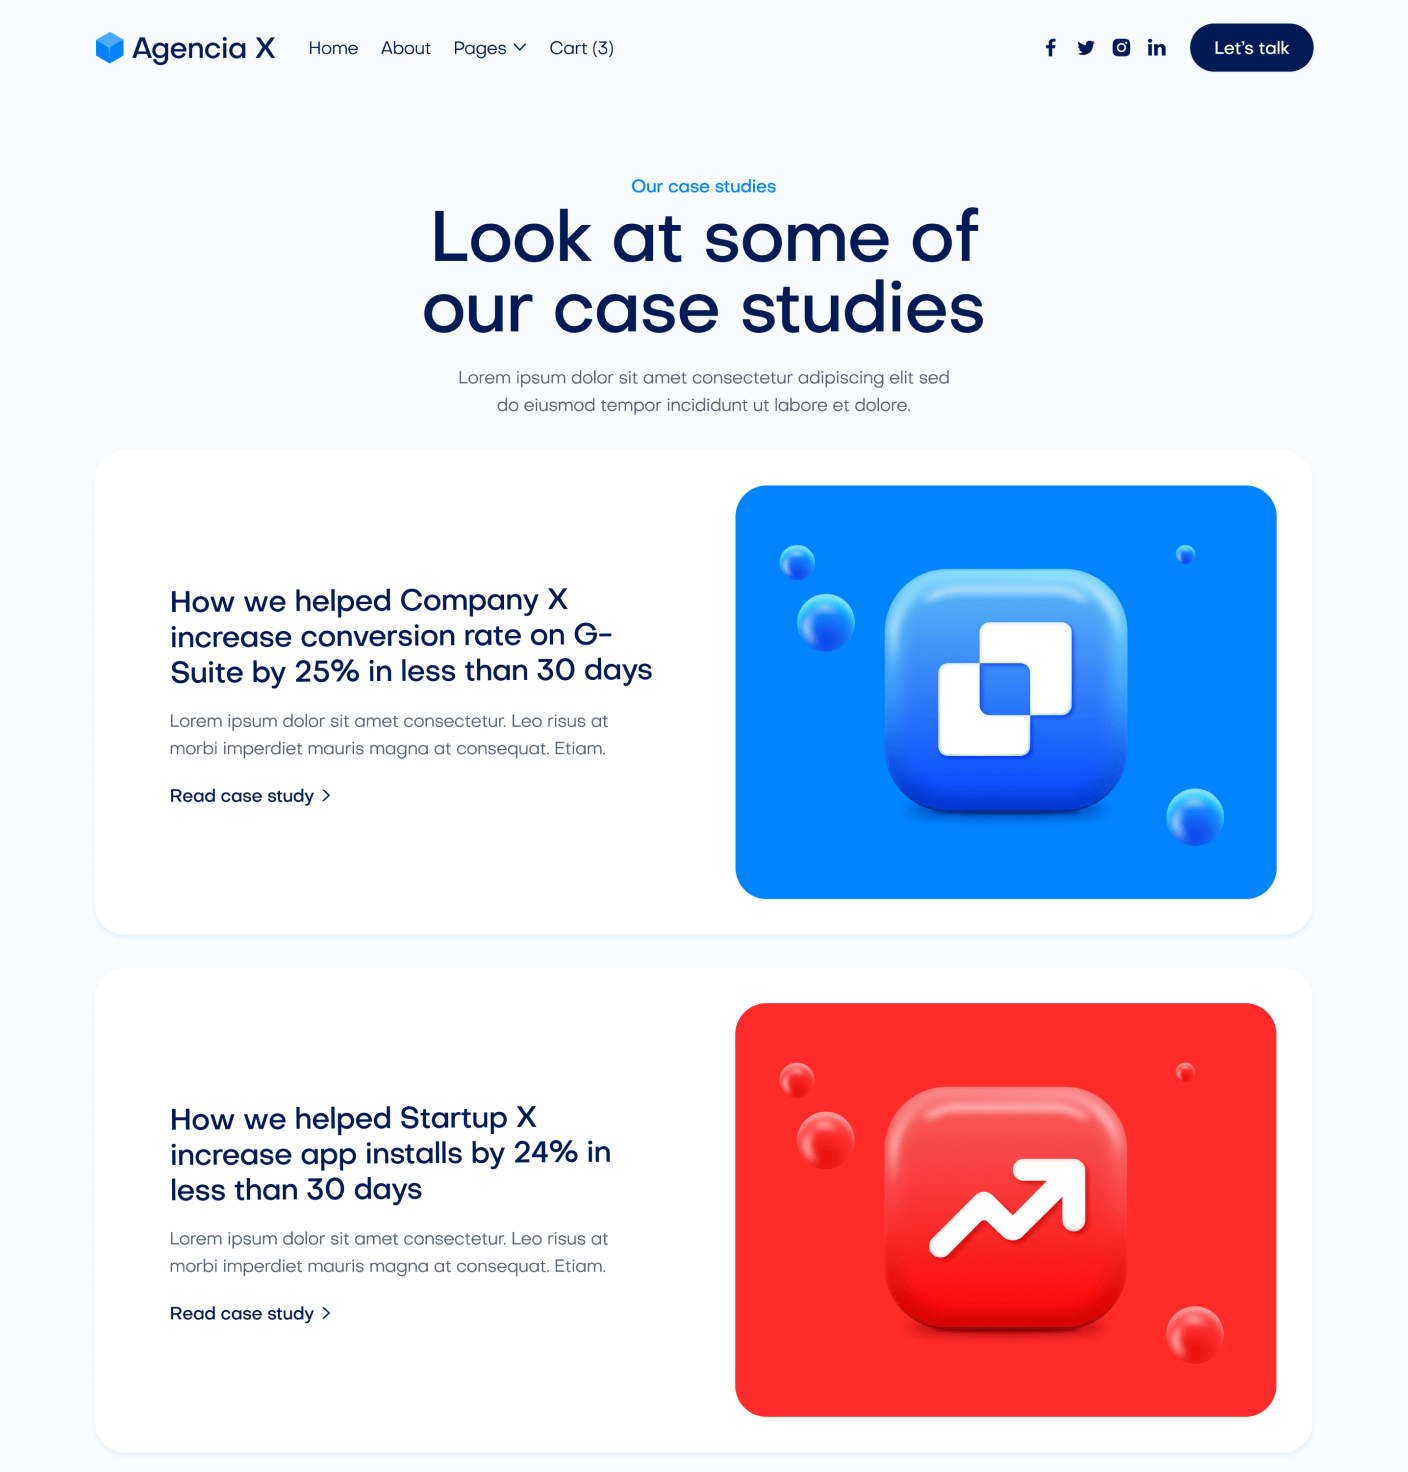 Agencia X
Home
About
Pages
Cart (3)
Let's talk
Our case studies
Look at some of
our case studies
Lorem ipsum dolor sit amet consectetur adipiscing elit sed
do eiusmod tempor incididunt ut labore et dolore.
How we helped Company X
increase conversion rate on G-
Suite by 25% in less than 30 days
Lorem ipsum dolor sit amet consectetur. Leo risus at
morbi imperdiet mauris magna at consequat. Etiam.
Read case study
How we helped Startup X
increase app installs by 24% in
less than 30 days
Lorem ipsum dolor sit amet consectetur. Leo risus at
morbi imperdiet mauris magna at consequat. Etiam.
Read case study